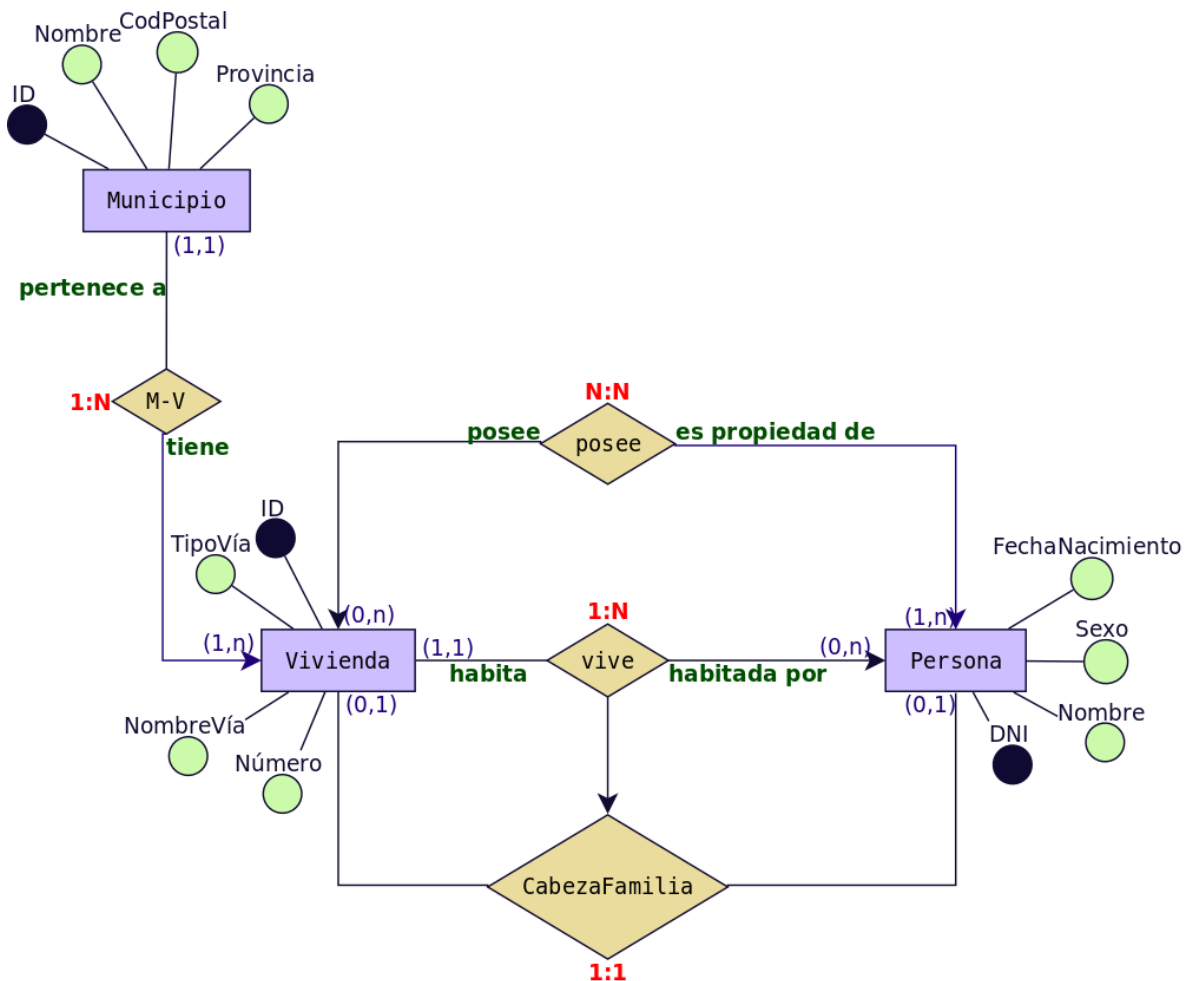 CodPostal
Nombre
Provincia
ID
Municipio
(1,1)
pertenece a
1:N
M-V
tiene
N:N
posee
posee
es propiedad de
ID
TipoVía
FechaNacimiento
(0,n)
(1,n)
1:N
Sexo
(1,n)
Vivienda
(1,1)
vive
(0,n)
Persona
habita
habitada por
(0,1)
(0,1)
NombreVía
Nombre
DNI
Número
CabezaFamilia
1:1